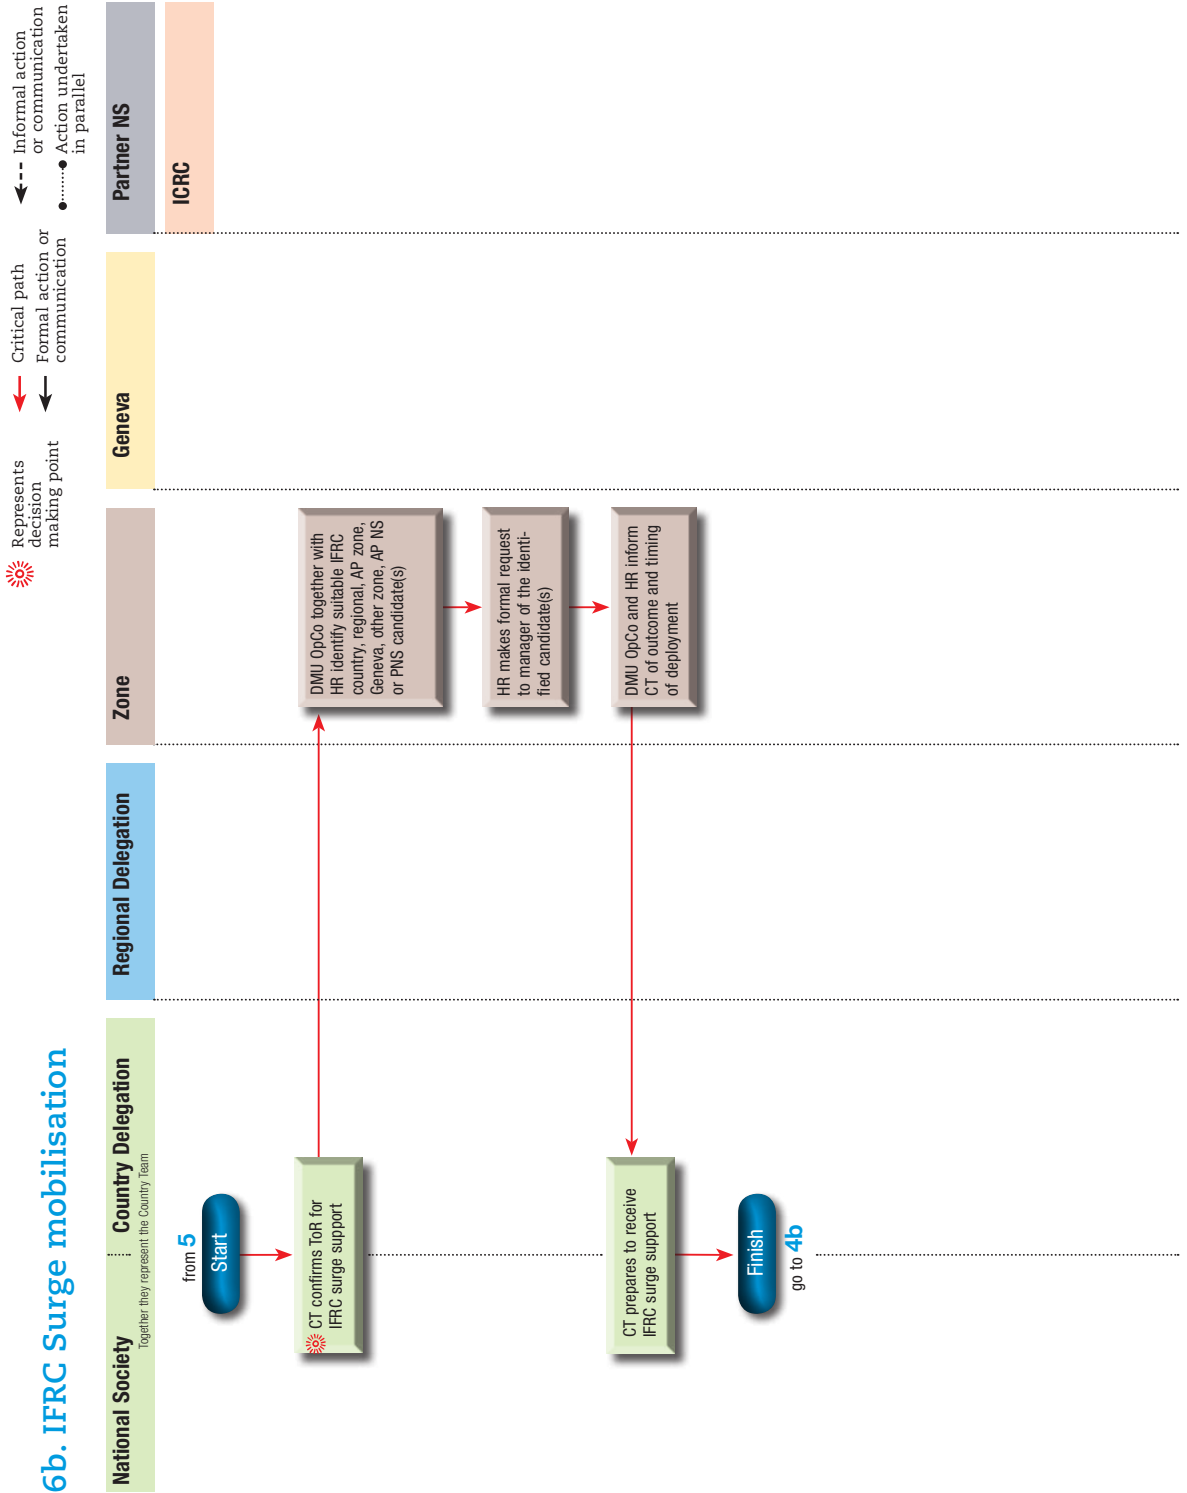 6b. IFRC Surge mobilisation
Represents
decision
making point
Critical path
Formal action or
communication
Informal action
or communication
Action undertaken
in parallel
National Society
Country Delegation
Together they represent the Country Team
Regional Delegation
Zone
Geneva
Partner NS
ICRC
from 5
Start
CT confirms ToR for
IFRC surge support
DMU OpCo together with
HR identify suitable IFRC
country, regional, AP zone,
Geneva, other zone, AP NS
or PNS candidate(s)
HR makes formal request
to manager of the identi-
fied candidate(s)
DMU OpCo and HR inform
CT of outcome and timing
of deployment
CT prepares to receive
IFRC surge support
Finish
go to 4b